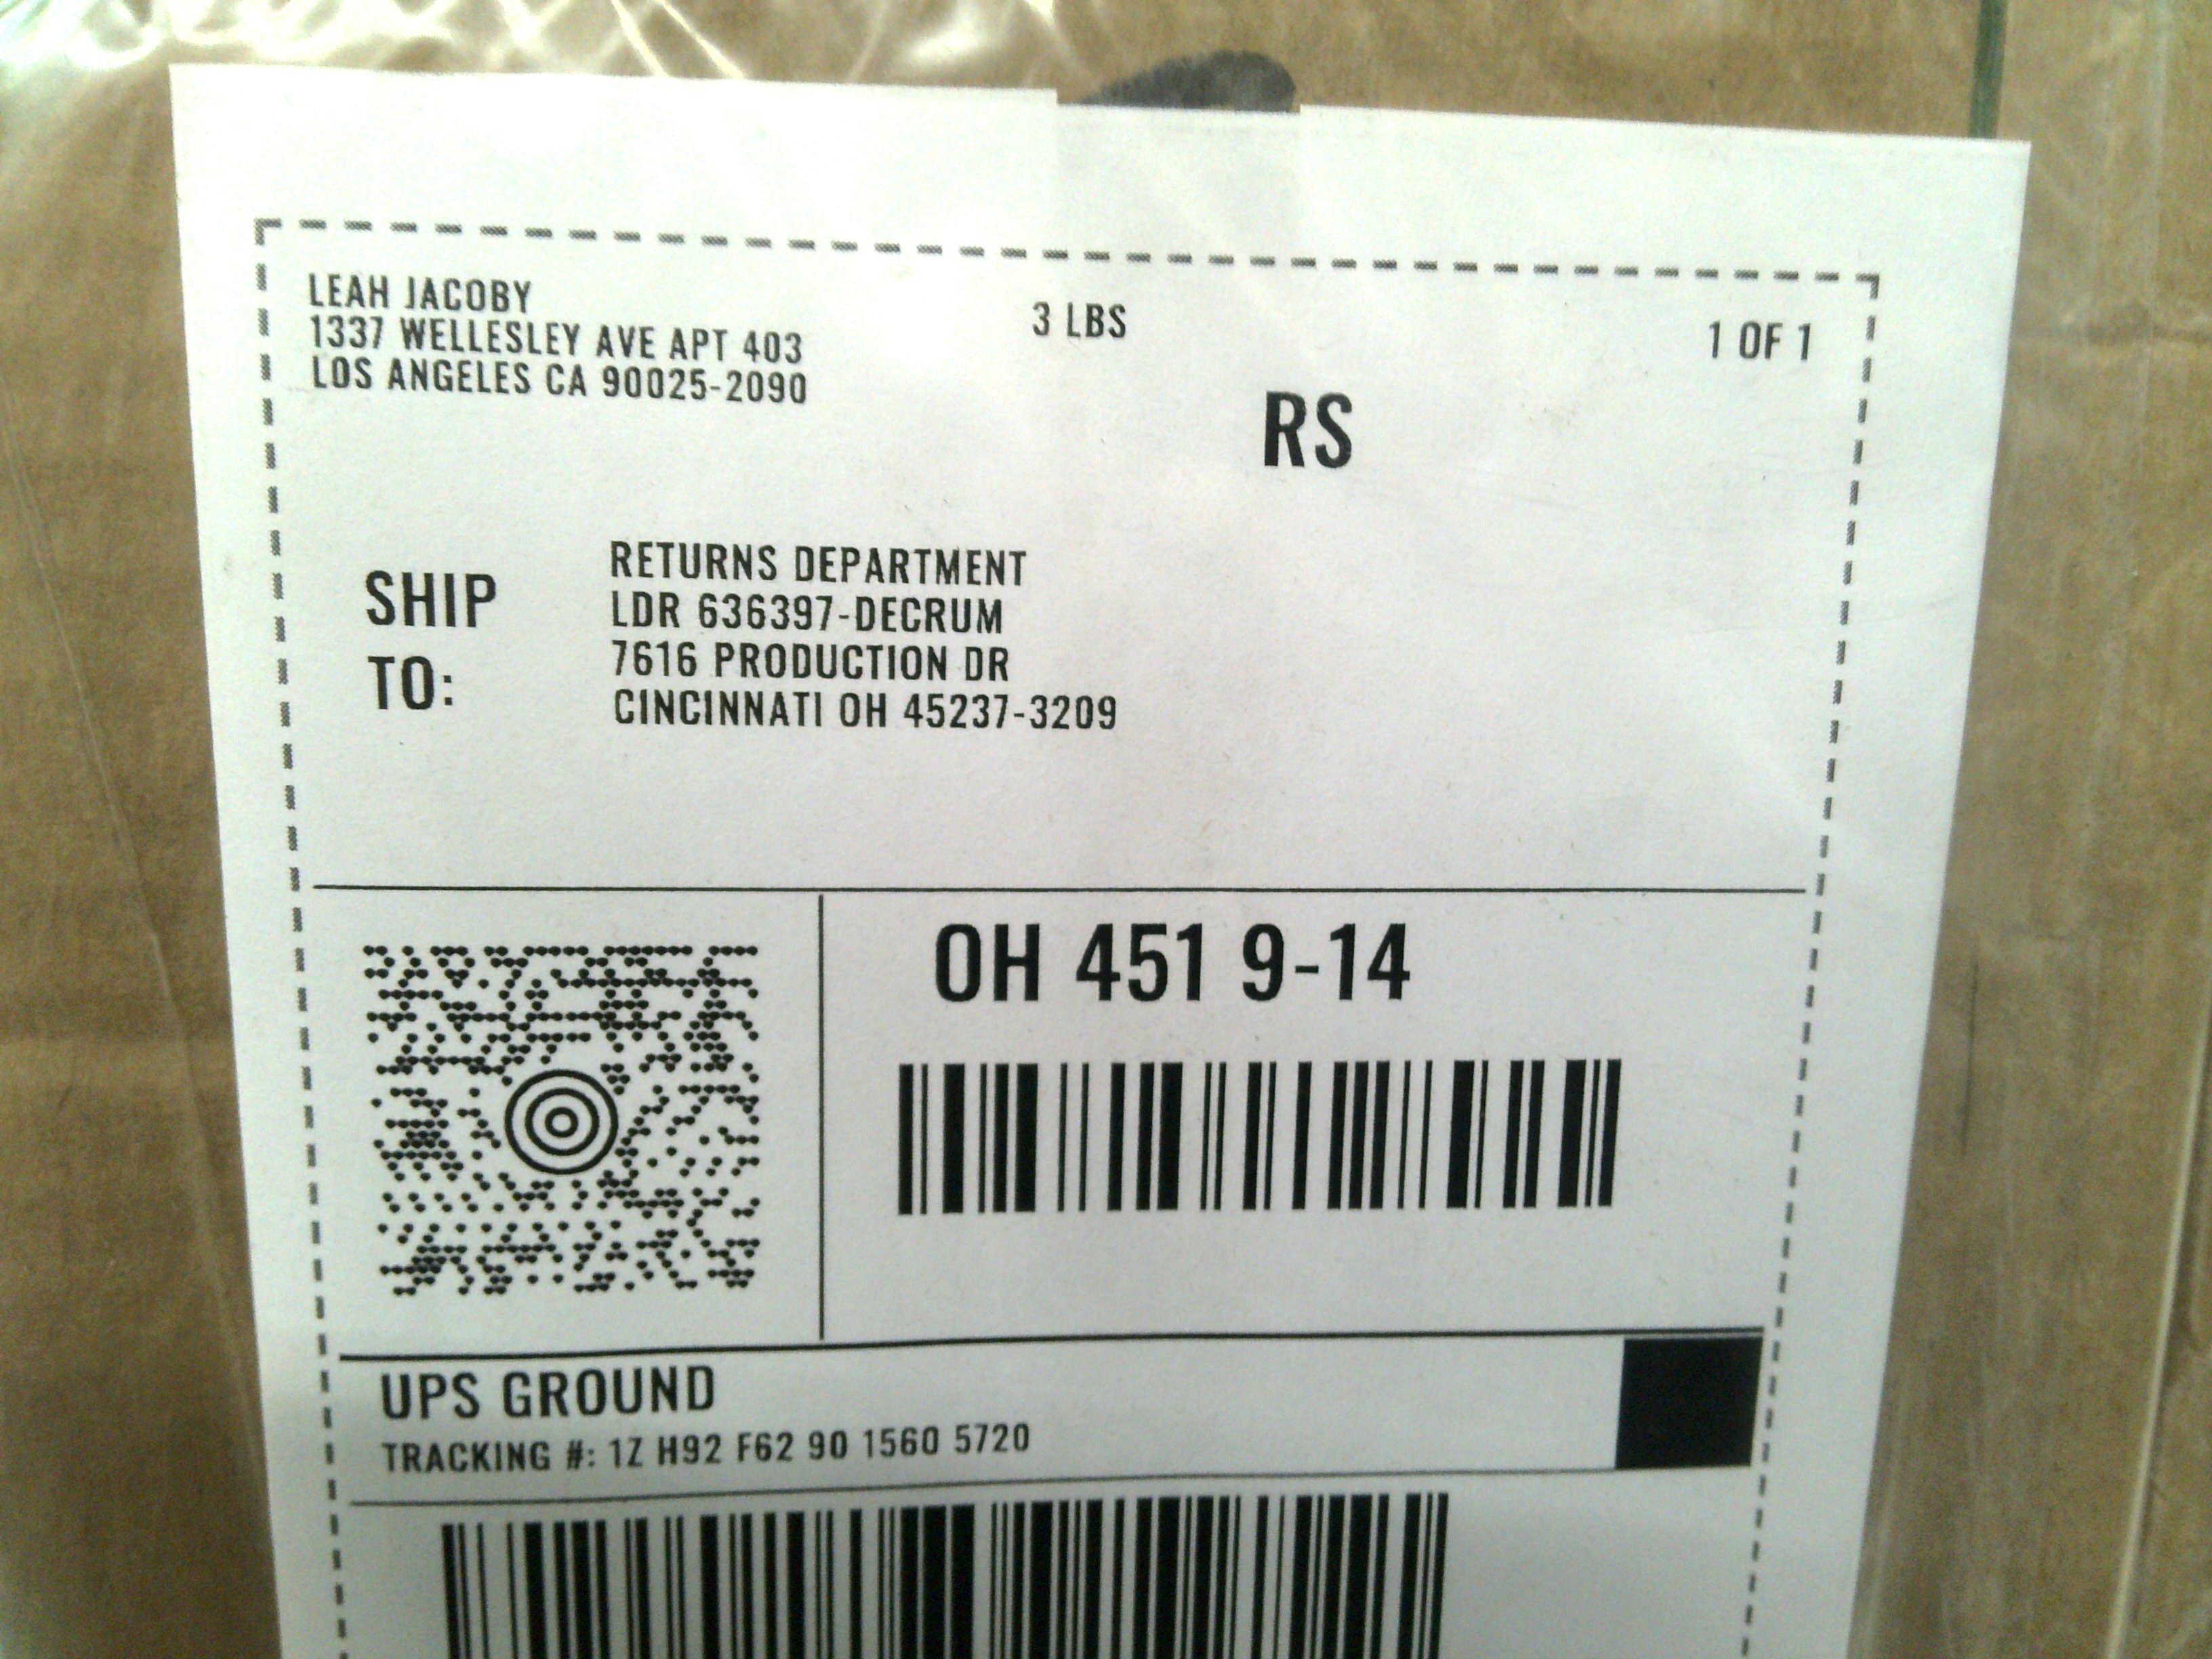 LEAH JACOBY
1337 WELLESLEY AVE APT 403
LOS ANGELES CA 90025-2090
3 LBS
1 OF 1
RS
SHIP
TO:
RETURNS DEPARTMENT
LDR 636397-DECRUM
7616 PRODUCTION DR
CINCINNATI OH 45237-3209
OH 451 9-14
UPS GROUND
TRACKING #: 1Z H92 F62 90 1560 5720